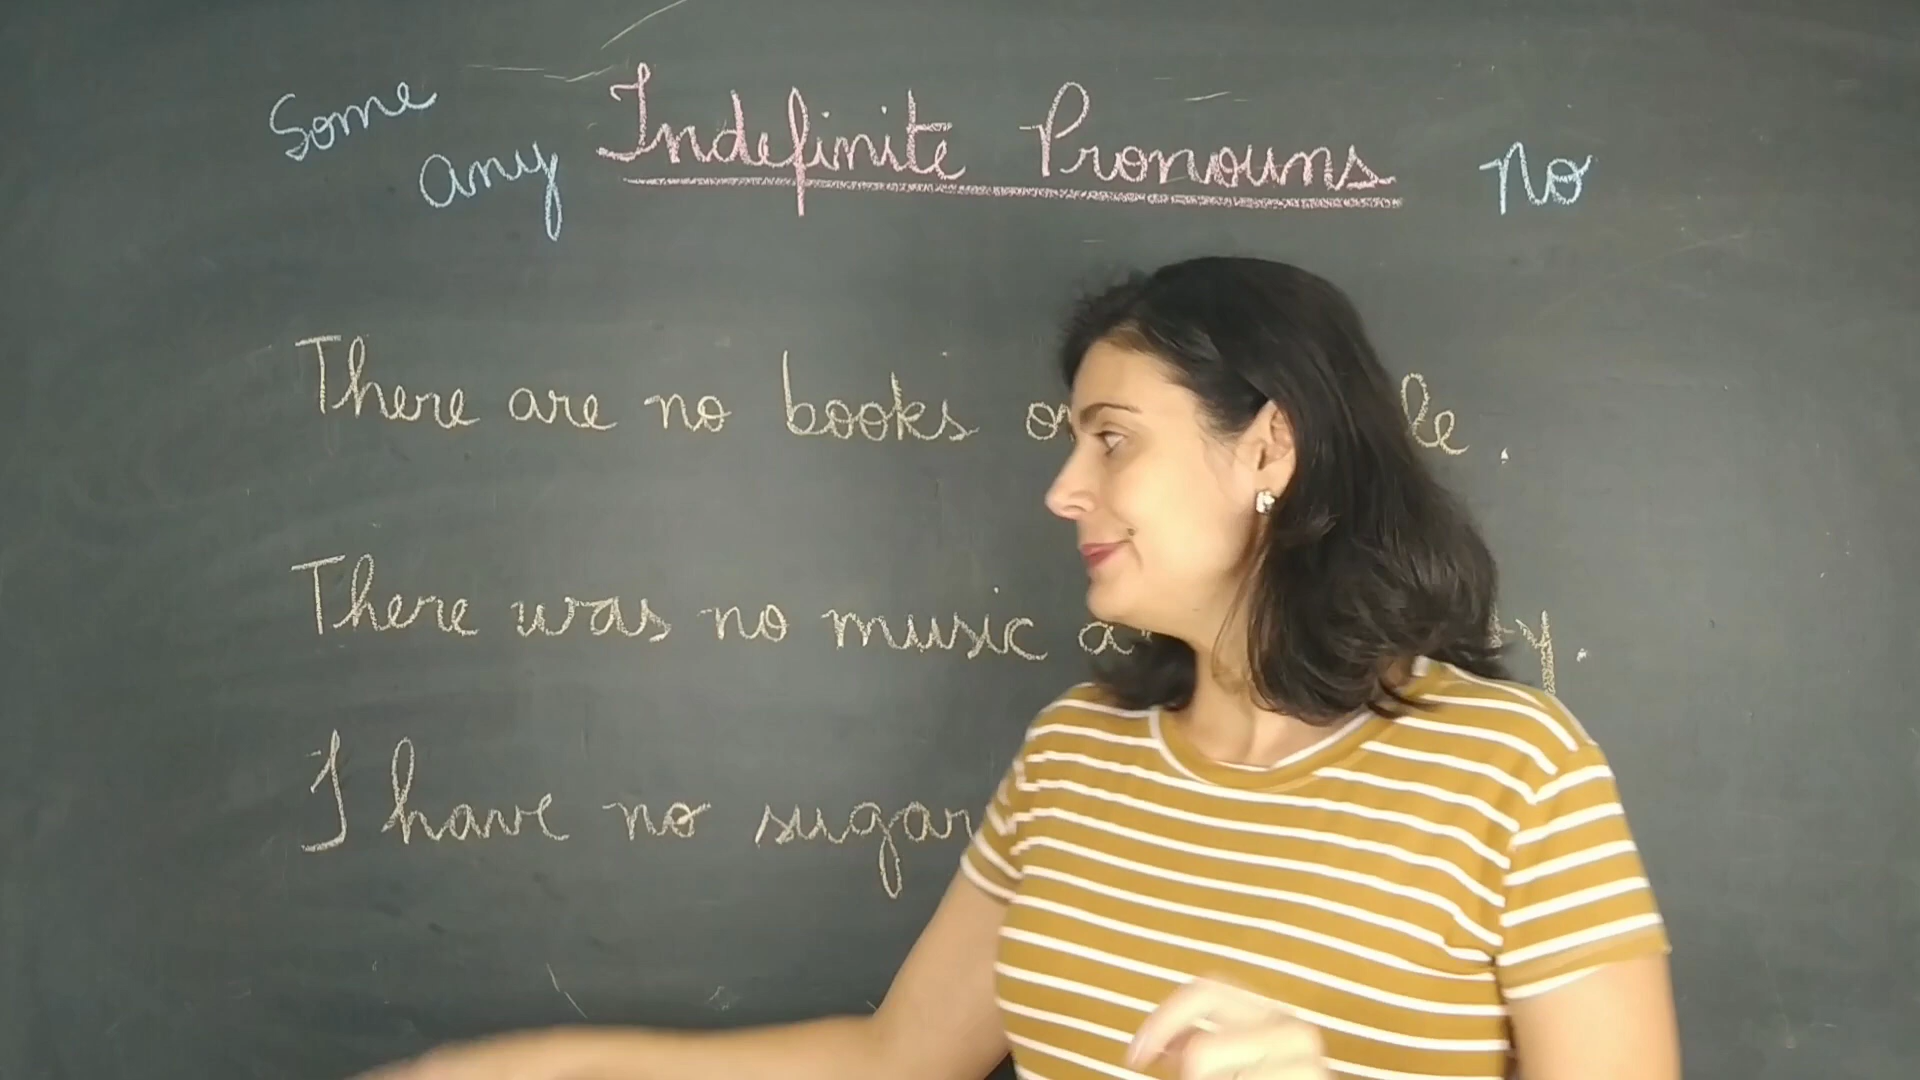 Some any Indefinite Pronouns no
There are no books
There was no music
I have no sugar